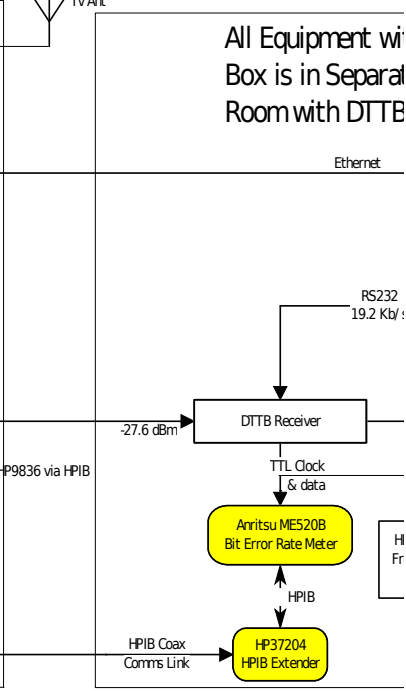 TV Ant
All Equipment
Box is in
Room with DTTB
Ethernet
RS232
19.2 Kb/s
-27.6 dBm
DTTB Receiver
HP9836 via HPIB
TTL Clock
& data
Anritsu ME520B
Bit Error Rate Meter
HPIB
HPIB Coax
Comms Link
HP37204
HPIB Extender